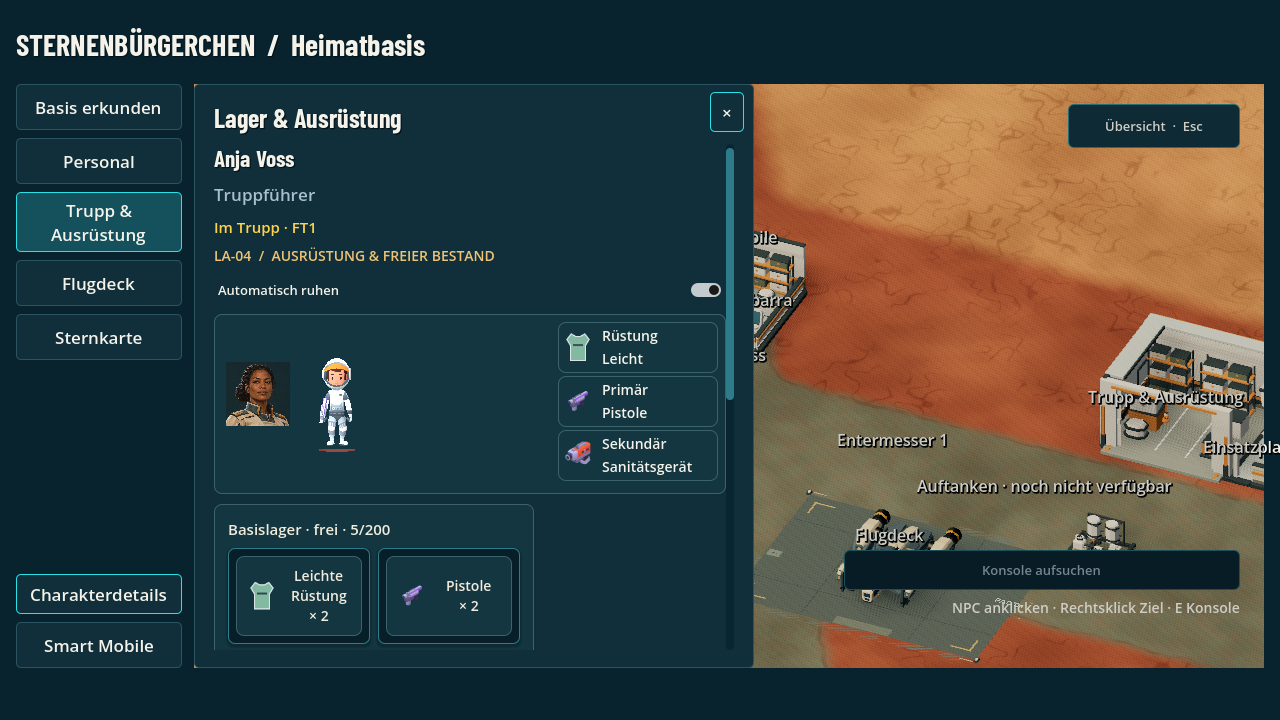 STERNENBÜRGERCHEN / Heimatbasis
Basis erkunden
Personal
Trupp &
Ausrüstung
Flugdeck
Sternkarte
Charakterdetails
Smart Mobile
Lager & Ausrüstung
×
Anja Voss
Truppführer
Im Trupp · FT1
LA-04 / AUSRÜSTUNG & FREIER BESTAND
Automatisch ruhen
Rüstung
Leicht
Primär
Pistole
Sekundär
Sanitätsgerät
Basislager · frei · 5/200
Leichte
Rüstung
× 2
Pistole
× 2
Übersicht · Esc
Trupp & Ausrüstung
Entermesser 1
Auftanken · noch nicht verfügbar
Flugdeck
Konsole aufsuchen
NPC anklicken · Rechtsklick Ziel · E Konsole